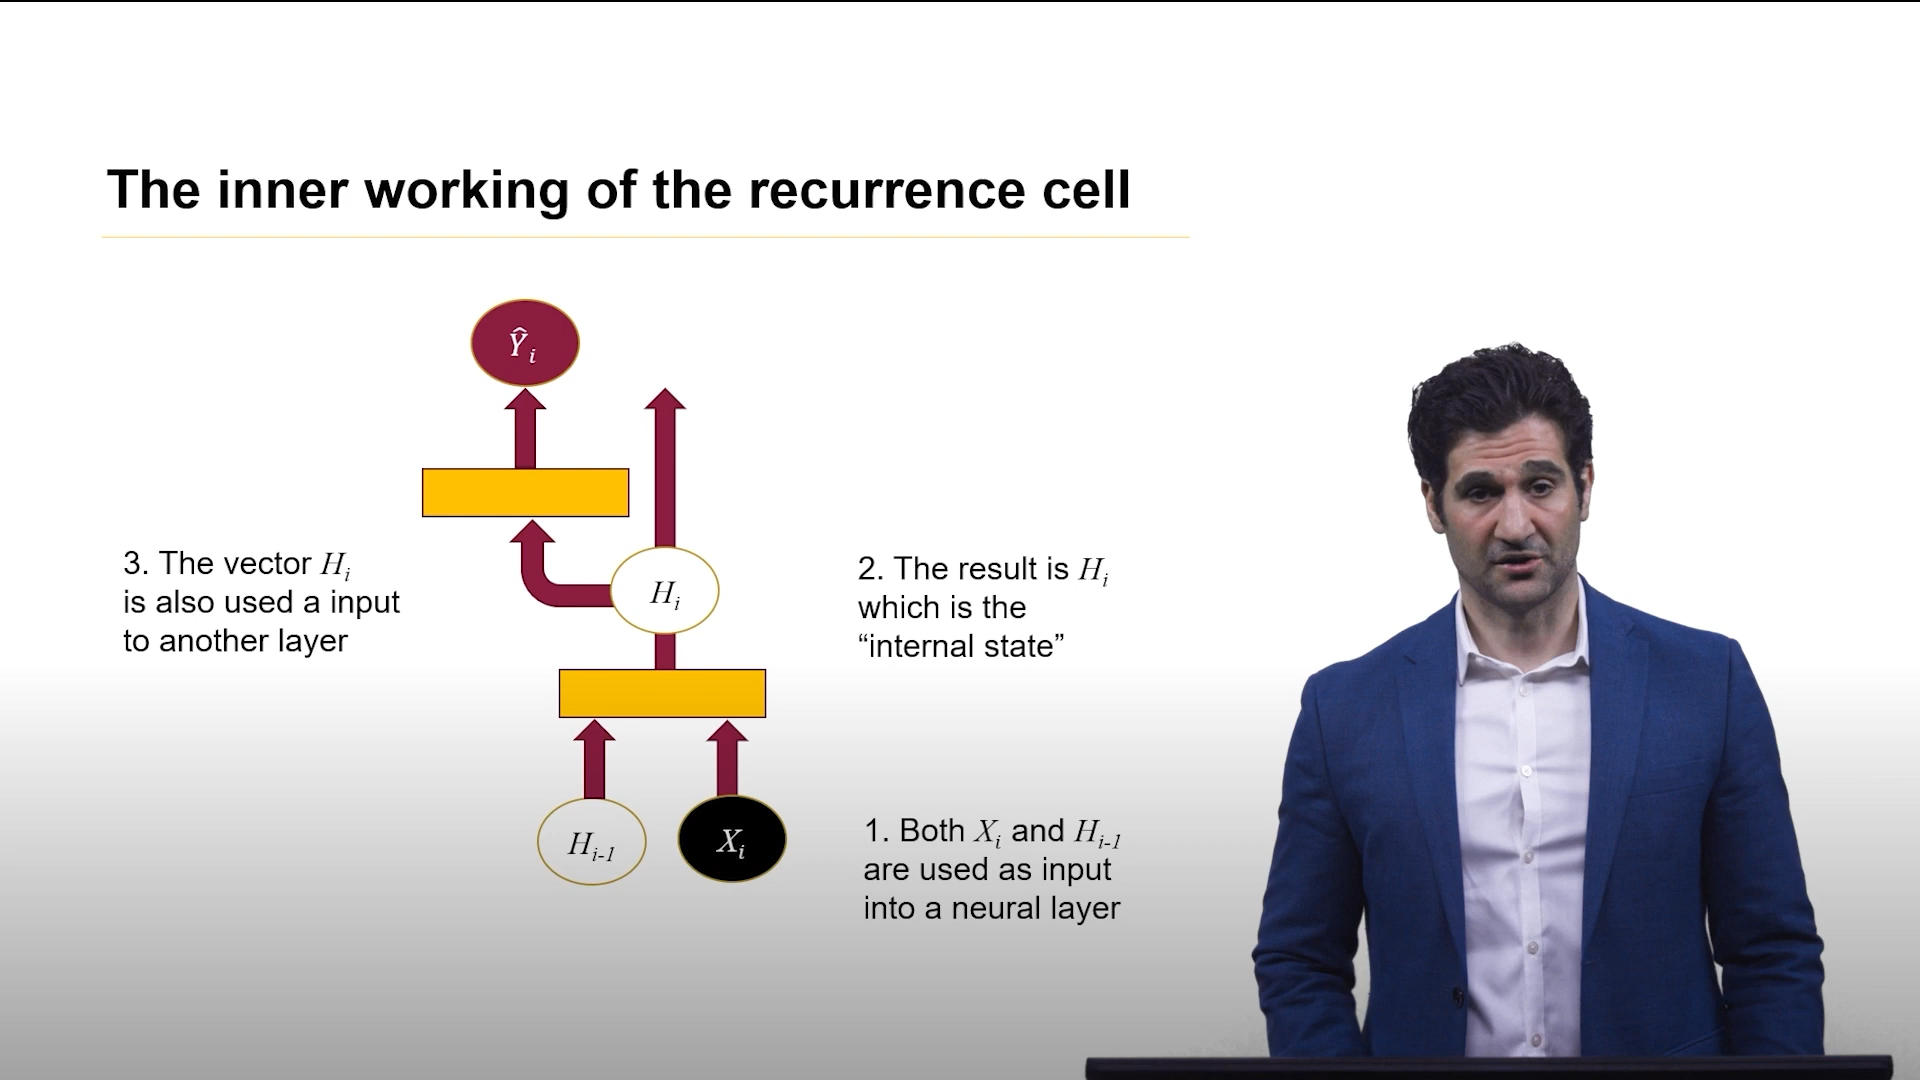 The inner working of the recurrence cell
Ŷi
3. The vector Hi
is also used a input
to another layer
Hi
2. The result is Hi
which is the
“internal state”
Hi-1
Xi
1. Both Xi and Hi-1
are used as input
into a neural layer